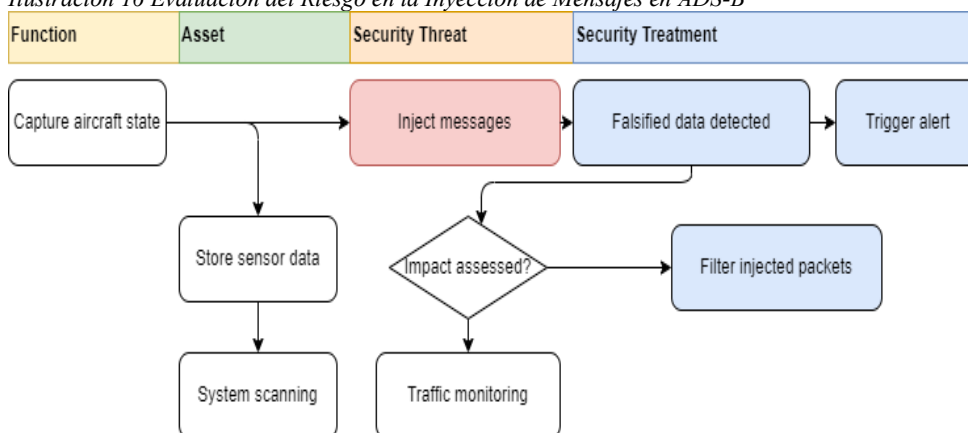 Ilustración 10 Evaluación del Riesgo en la Inyección de Mensajes en ADS-B
Function
Asset
Security Threat
Security Treatment
Capture aircraft state
Inject messages
Falsified data detected
Trigger alert
Store sensor data
Impact assessed?
Filter injected packets
System scanning
Traffic monitoring